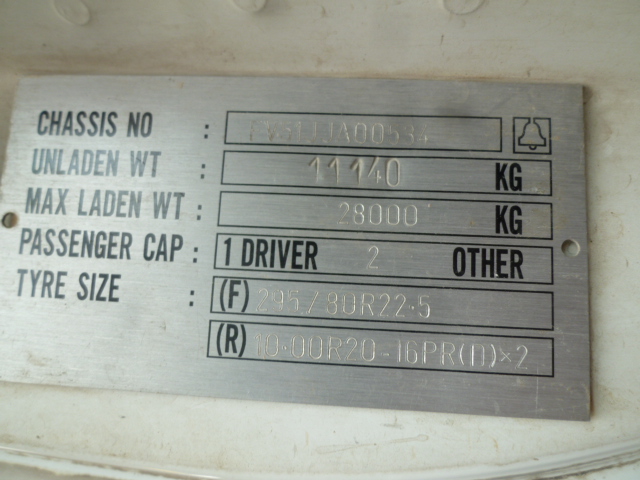 CHASSIS NO :
UNLADEN WT : 11140 KG
MAX LADEN WT : 28000 KG
PASSENGER CAP : 1 DRIVER 2 OTHER
TYRE SIZE : (F) 295/80R22·5
(R) 10·00R20-16PR(D)×2